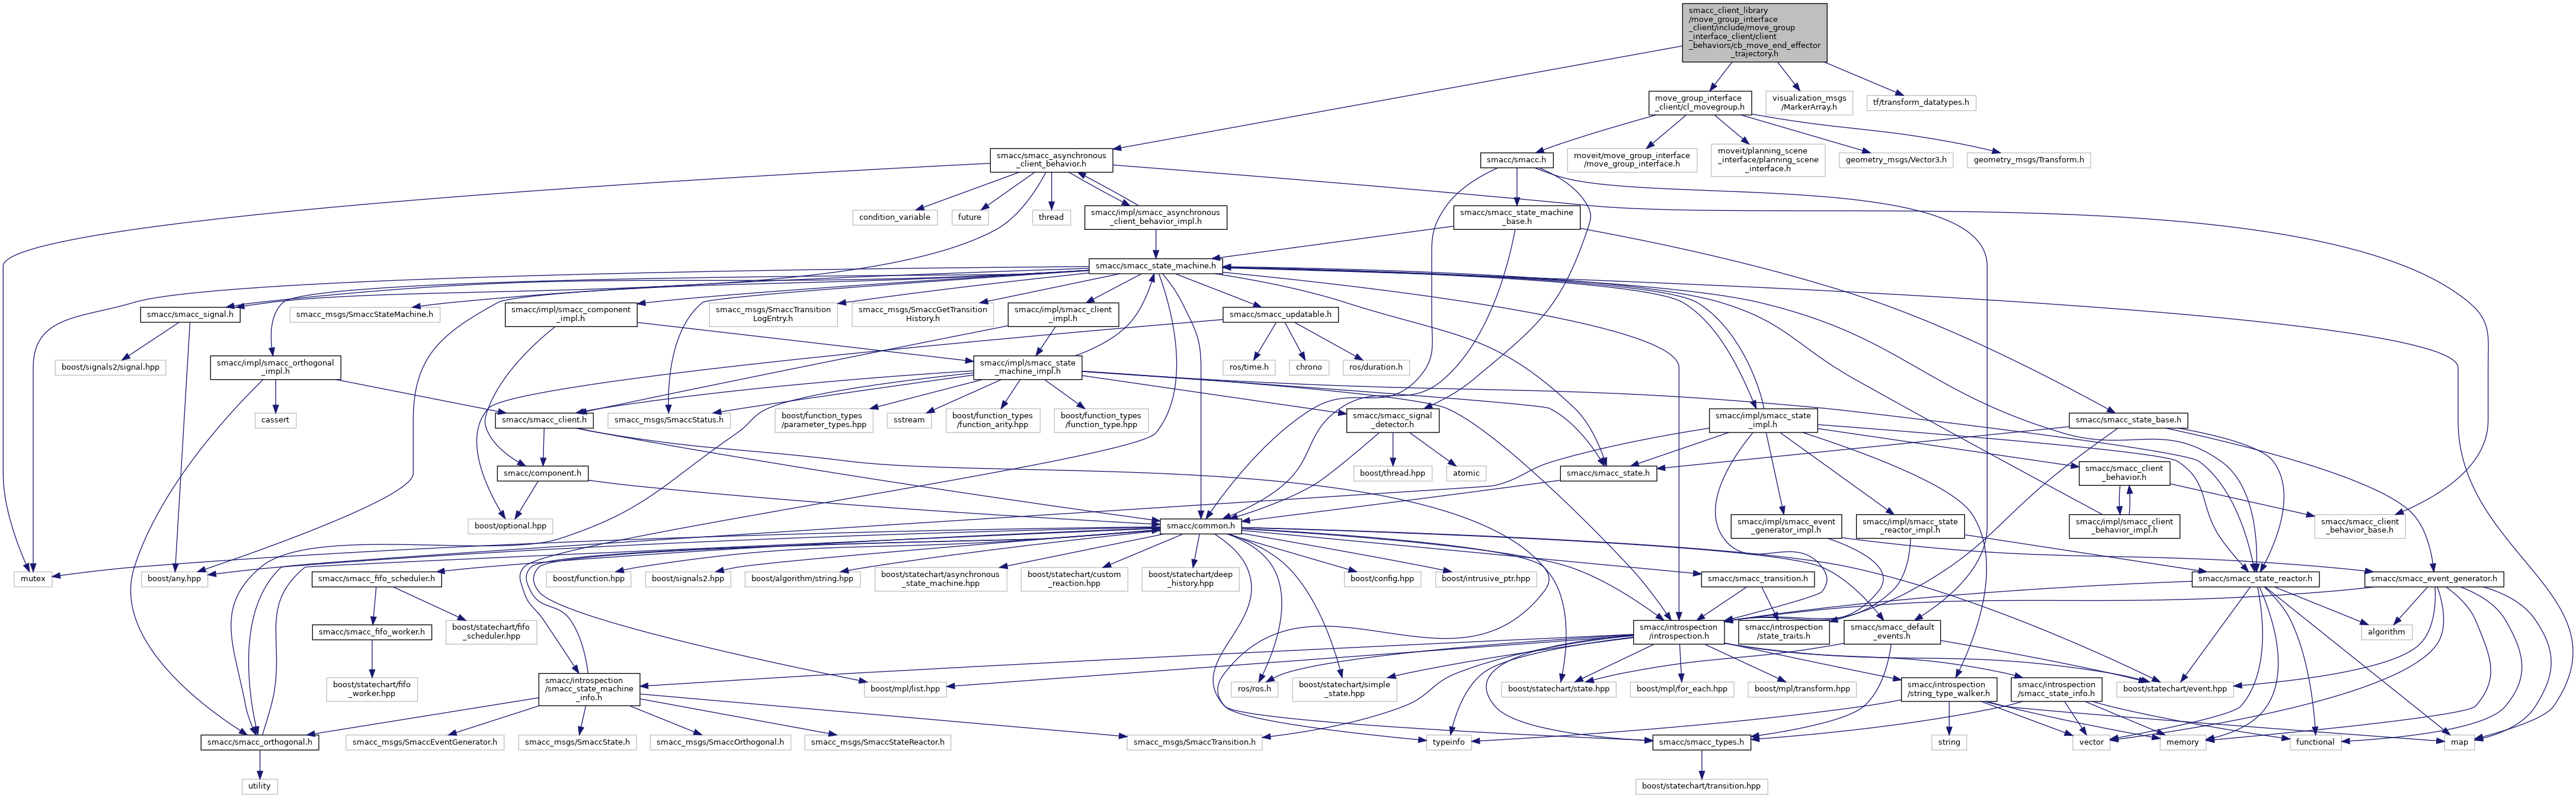 smacc_client_library
/move_group_interface
_client/include/move_group
_interface_client/client
_behaviors/cb_move_end_effector
_trajectory.h
move_group_interface
_client/cl_movegroup.h
visualization_msgs
/MarkerArray.h
tf/transform_datatypes.h
smacc/smacc_asynchronous
_client_behavior.h
smacc/smacc.h
moveit/move_group_interface
/move_group_interface.h
moveit/planning_scene
_interface/planning_scene
_interface.h
geometry_msgs/Vector3.h
geometry_msgs/Transform.h
condition_variable
future
thread
smacc/impl/smacc_asynchronous
_client_behavior_impl.h
smacc/smacc_state_machine
_base.h
smacc/smacc_state_machine.h
smacc/smacc_signal.h
smacc_msgs/SmaccStateMachine.h
smacc/impl/smacc_component
_impl.h
smacc_msgs/SmaccTransition
LogEntry.h
smacc_msgs/SmaccGetTransition
History.h
smacc/impl/smacc_client
_impl.h
smacc/smacc_updatable.h
boost/signals2/signal.hpp
smacc/impl/smacc_orthogonal
_impl.h
smacc/impl/smacc_state
_machine_impl.h
ros/time.h
chrono
ros/duration.h
cassert
smacc/smacc_client.h
smacc_msgs/SmaccStatus.h
boost/function_types
/parameter_types.hpp
sstream
boost/function_types
/function_arity.hpp
boost/function_types
/function_type.hpp
smacc/smacc_signal
_detector.h
smacc/impl/smacc_state
_impl.h
smacc/smacc_state_base.h
smacc/component.h
boost/thread.hpp
atomic
smacc/smacc_state.h
smacc/smacc_client
_behavior.h
boost/optional.hpp
smacc/common.h
smacc/impl/smacc_event
_generator_impl.h
smacc/impl/smacc_state
_reactor_impl.h
smacc/impl/smacc_client
_behavior_impl.h
smacc/smacc_client
_behavior_base.h
mutex
boost/any.hpp
smacc/smacc_fifo_scheduler.h
boost/function.hpp
boost/signals2.hpp
boost/algorithm/string.hpp
boost/statechart/asynchronous
_state_machine.hpp
boost/statechart/custom
_reaction.hpp
boost/statechart/deep
_history.hpp
boost/config.hpp
boost/intrusive_ptr.hpp
smacc/smacc_transition.h
smacc/smacc_state_reactor.h
smacc/smacc_event_generator.h
smacc/smacc_fifo_worker.h
boost/statechart/fifo
_scheduler.hpp
smacc/introspection
/introspection.h
smacc/introspection
/state_traits.h
smacc/smacc_default
_events.h
algorithm
boost/statechart/fifo
_worker.hpp
smacc/introspection
/smacc_state_machine
_info.h
boost/mpl/list.hpp
ros/ros.h
boost/statechart/simple
_state.hpp
boost/statechart/state.hpp
boost/mpl/for_each.hpp
boost/mpl/transform.hpp
smacc/introspection
/string_type_walker.h
smacc/introspection
/smacc_state_info.h
boost/statechart/event.hpp
smacc/smacc_orthogonal.h
smacc_msgs/SmaccEventGenerator.h
smacc_msgs/SmaccState.h
smacc_msgs/SmaccOrthogonal.h
smacc_msgs/SmaccStateReactor.h
smacc_msgs/SmaccTransition.h
typeinfo
smacc/smacc_types.h
string
vector
memory
functional
map
utility
boost/statechart/transition.hpp